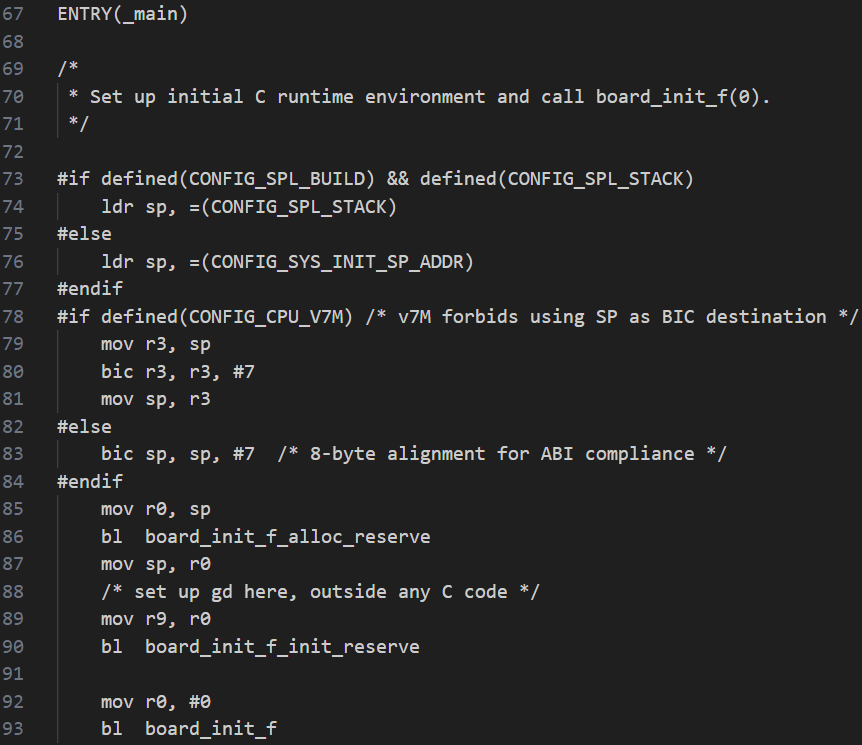 67 ENTRY(_main)
68
69 /*
70  * Set up initial C runtime environment and call board_init_f(0).
71  */
72
73 #if defined(CONFIG_SPL_BUILD) && defined(CONFIG_SPL_STACK)
74     ldr sp, =(CONFIG_SPL_STACK)
75 #else
76     ldr sp, =(CONFIG_SYS_INIT_SP_ADDR)
77 #endif
78 #if defined(CONFIG_CPU_V7M) /* v7M forbids using SP as BIC destination */
79     mov r3, sp
80     bic r3, r3, #7
81     mov sp, r3
82 #else
83     bic sp, sp, #7  /* 8-byte alignment for ABI compliance */
84 #endif
85     mov r0, sp
86     bl  board_init_f_alloc_reserve
87     mov sp, r0
88     /* set up gd here, outside any C code */
89     mov r9, r0
90     bl  board_init_f_init_reserve
91
92     mov r0, #0
93     bl  board_init_f